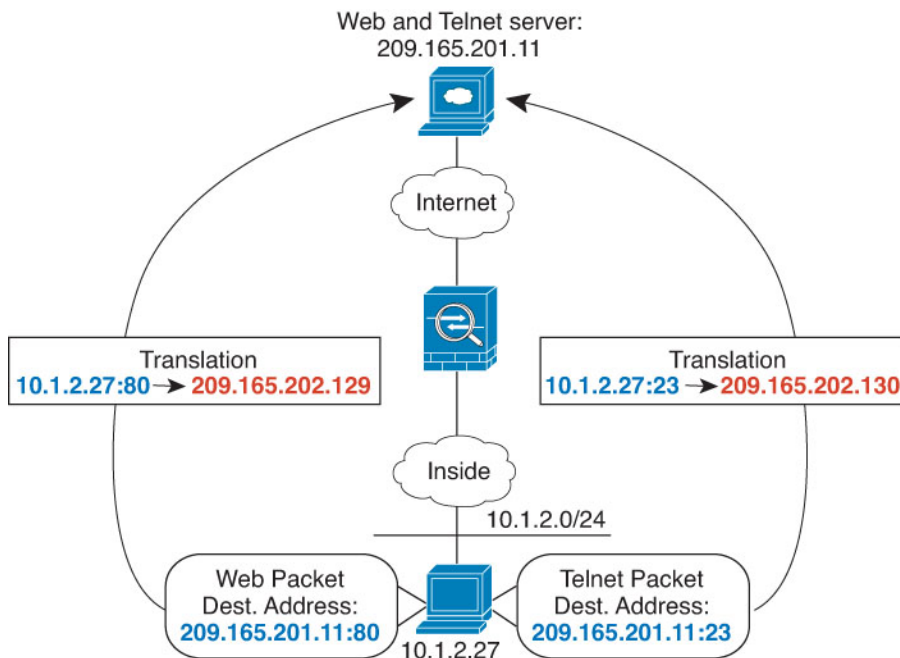 Web and Telnet server:
209.165.201.11
Internet
Translation
10.1.2.27:80 → 209.165.202.129
Translation
10.1.2.27:23 → 209.165.202.130
Inside
10.1.2.0/24
Web Packet
Dest. Address:
209.165.201.11:80
Telnet Packet
Dest. Address:
209.165.201.11:23
10.1.2.27